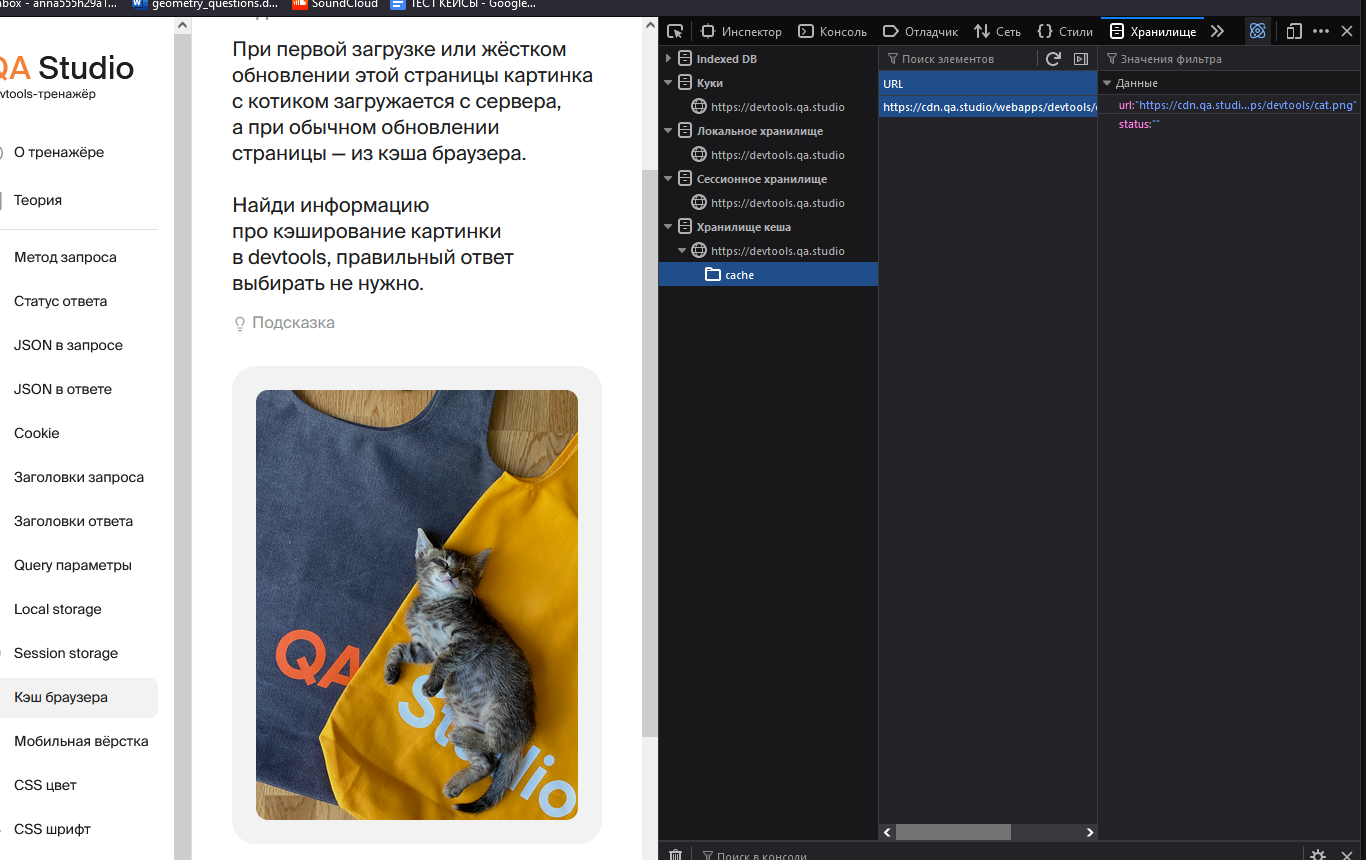 nbox - anna555h29a1...
geometry_questions.d...
SoundCloud
ТЕСТ КЕЙСЫ - Google...
QA Studio
vtools-тренажёр
О тренажёре
Теория
Метод запроса
Статус ответа
JSON в запросе
JSON в ответе
Cookie
Заголовки запроса
Заголовки ответа
Query параметры
Local storage
Session storage
Кэш браузера
Мобильная вёрстка
CSS цвет
CSS шрифт
При первой загрузке или жёстком
обновлении этой страницы картинка
с котиком загружается с сервера,
а при обычном обновлении
страницы — из кэша браузера.
Найди информацию
про кэширование картинки
в devtools, правильный ответ
выбирать не нужно.
Подсказка
QA
Studio
Инспектор
Консоль
Отладчик
Сеть
Стили
Хранилище
Indexed DB
Куки
https://devtools.qa.studio
Локальное хранилище
https://devtools.qa.studio
Сессионное хранилище
https://devtools.qa.studio
Хранилище кеша
https://devtools.qa.studio
cache
Поиск элементов
URL
https://cdn.qa.studio/webapps/devtools/
Значения фильтра
Данные
url:"https://cdn.qa.studi...ps/devtools/cat.png"
status:""
Поиск в консоли